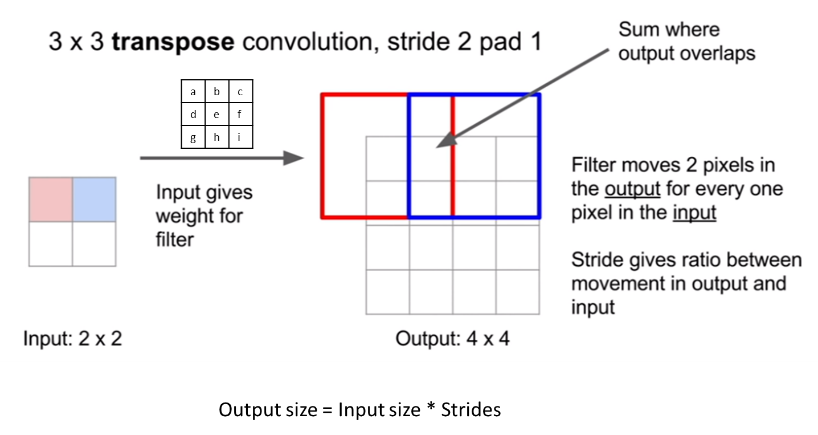 3 x 3 transpose convolution, stride 2 pad 1
Sum where
output overlaps
a b c
d e f
g h i
Input gives
weight for
filter
Filter moves 2 pixels in
the output for every one
pixel in the input
Stride gives ratio between
movement in output and
input
Input: 2 x 2
Output: 4 x 4
Output size = Input size * Strides